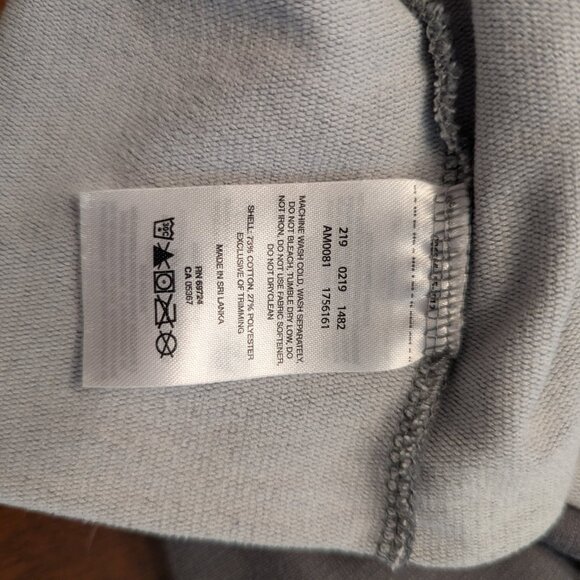 219 0219 1482
AM0081 1756161
MACHINE WASH COLD, WASH SEPARATELY,
DO NOT BLEACH, TUMBLE DRY LOW, DO
NOT IRON, DO NOT USE FABRIC SOFTENER,
DO NOT DRYCLEAN
SHELL: 73% COTTON, 27% POLYESTER
EXCLUSIVE OF TRIMMING
MADE IN SRI LANKA
RN 69724
CA 05367
30C